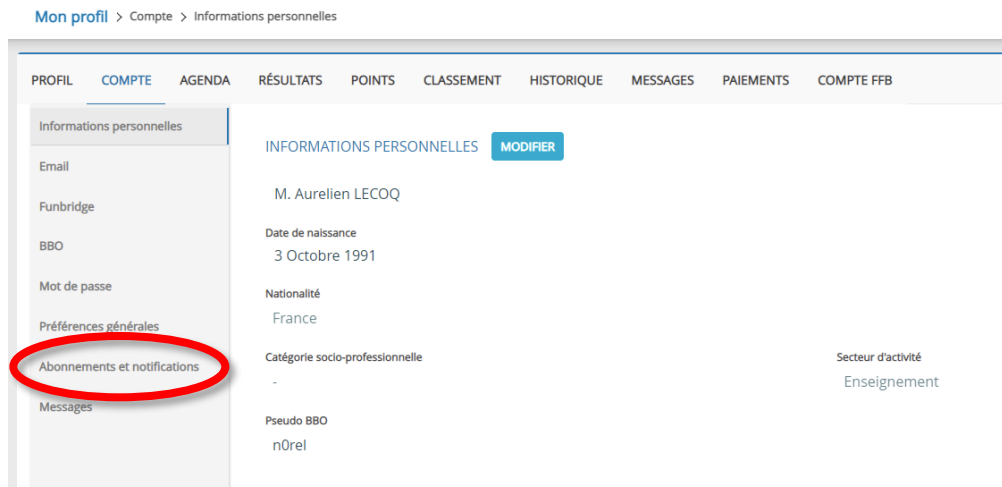 Mon profil > Compte > Informations personnelles
PROFIL COMPTE AGENDA RÉSULTATS POINTS CLASSEMENT HISTORIQUE MESSAGES PAIEMENTS COMPTE FFB
Informations personnelles
Email
Funbridge
BBO
Mot de passe
Préférences générales
Abonnements et notifications
Messages
INFORMATIONS PERSONNELLES MODIFIER
M. Aurelien LECOQ
Date de naissance
3 Octobre 1991
Nationalité
France
Catégorie socio-professionnelle
-
Secteur d'activité
Enseignement
Pseudo BBO
n0rel